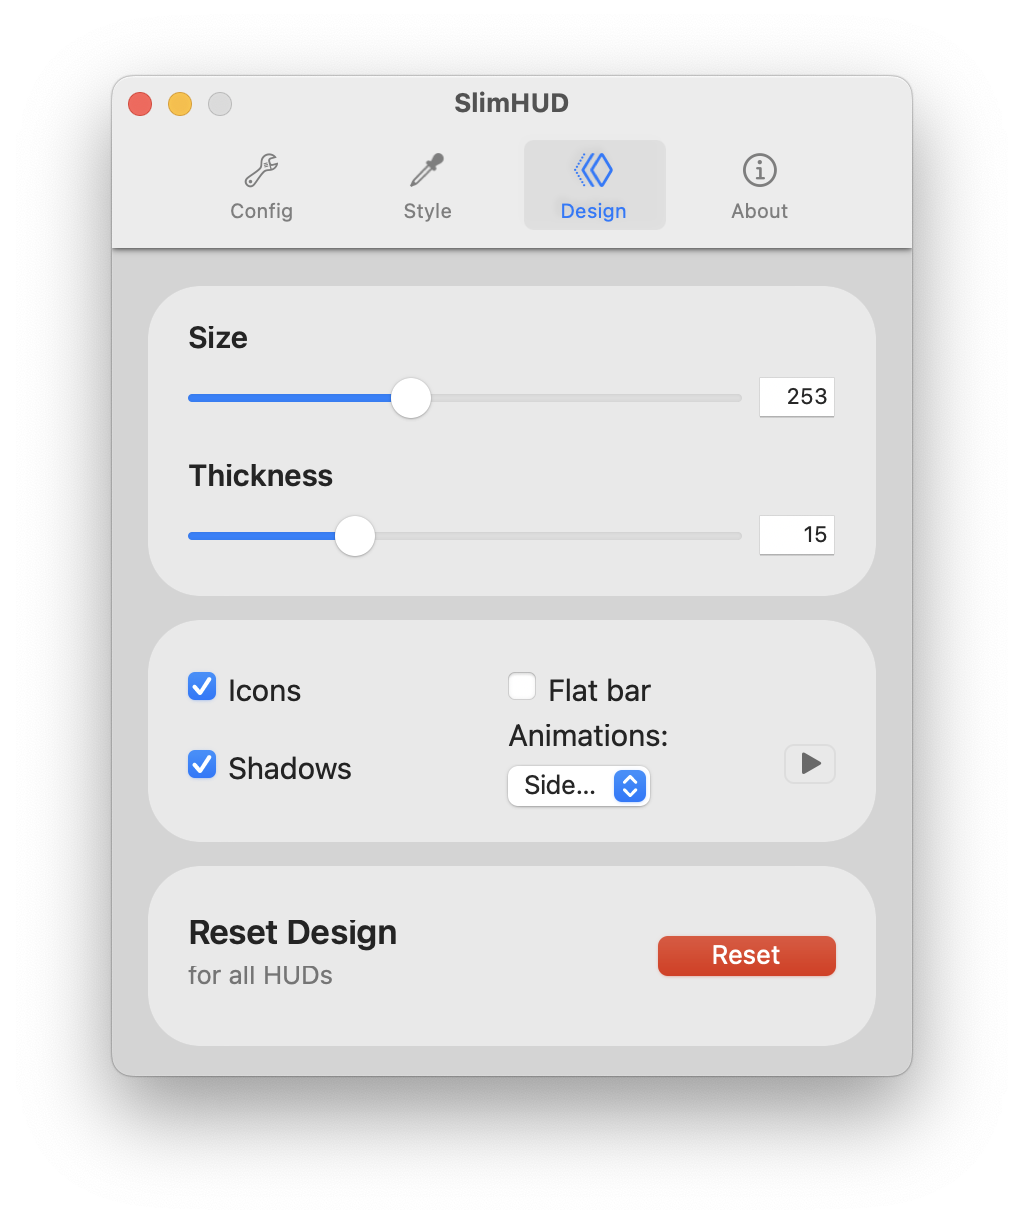 SlimHUD
Config Style Design About
Size
253
Thickness
15
Icons
Flat bar
Animations:
Shadows
Side...
Reset Design
for all HUDs
Reset